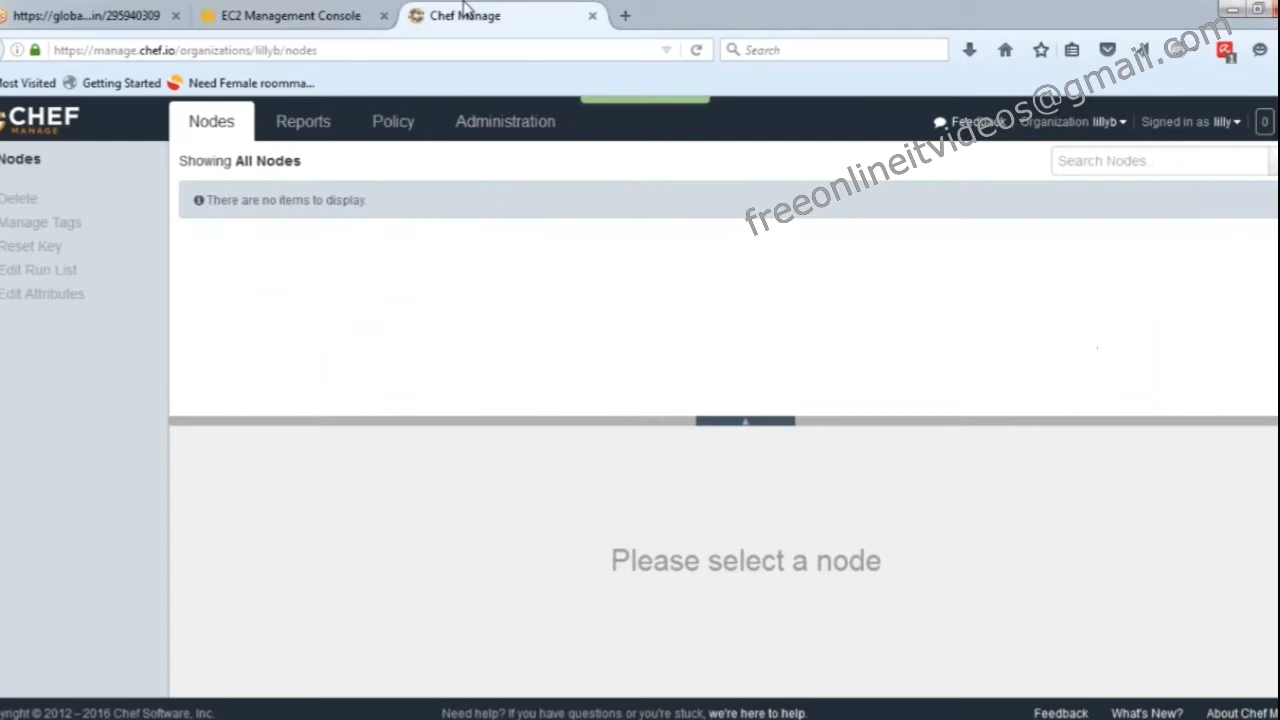 https://globa...in/295940309
EC2 Management Console
Chef Manage
https://manage.chef.io/organizations/lillyb/nodes
Search
ost Visited
Getting Started
Need Female roomma...
freeonlineitvideos@gmail.com
CHEF
MANAGE
Nodes
Reports
Policy
Administration
Feedback
Organization lillyb
Signed in as lilly
0
Nodes
Delete
Manage Tags
Reset Key
Edit Run List
Edit Attributes
Showing All Nodes
Search Nodes..
There are no items to display.
Please select a node
yright © 2012 – 2016 Chef Software, Inc.
Need help? If you have questions or you're stuck, we're here to help.
Feedback
What's New?
About Chef M